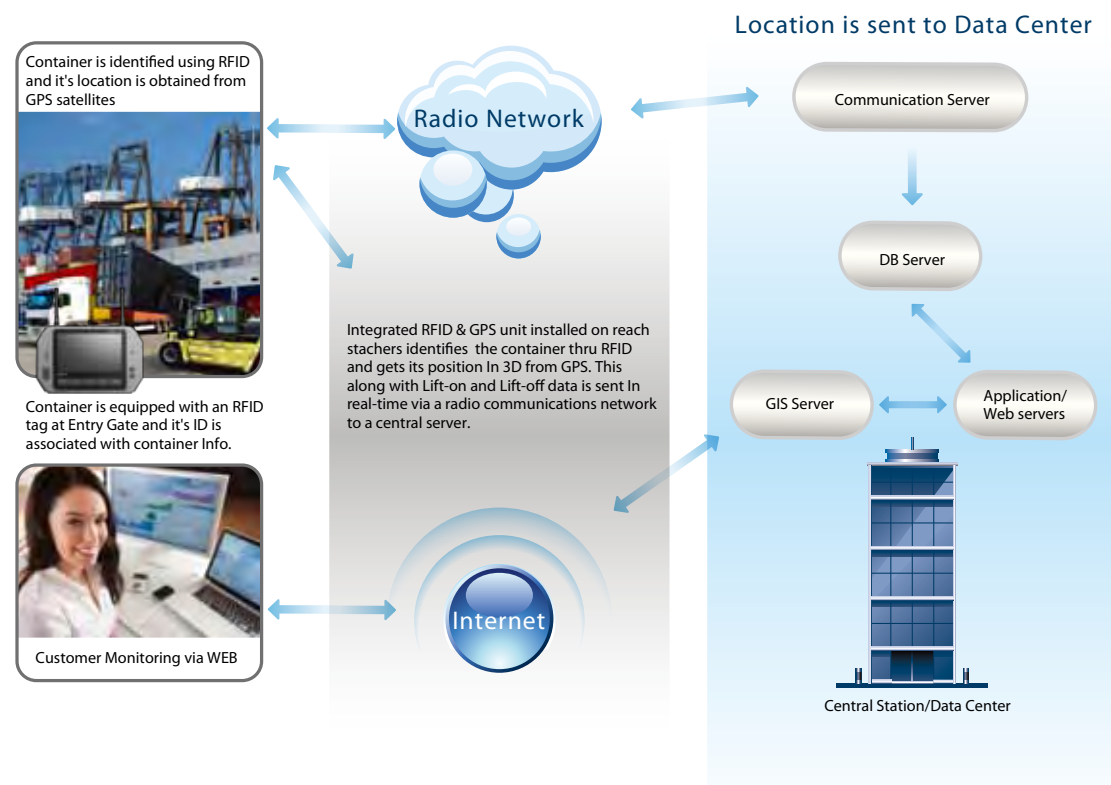 Location is sent to Data Center
Container is identified using RFID
and it's location is obtained from
GPS satellites
Radio Network
Communication Server
DB Server
Integrated RFID & GPS unit installed on reach
stachers identifies the container thru RFID
and gets its position In 3D from GPS. This
along with Lift-on and Lift-off data is sent In
real-time via a radio communications network
to a central server.
GIS Server
Application/
Web servers
Container is equipped with an RFID
tag at Entry Gate and it's ID is
associated with container Info.
Internet
Customer Monitoring via WEB
Central Station/Data Center